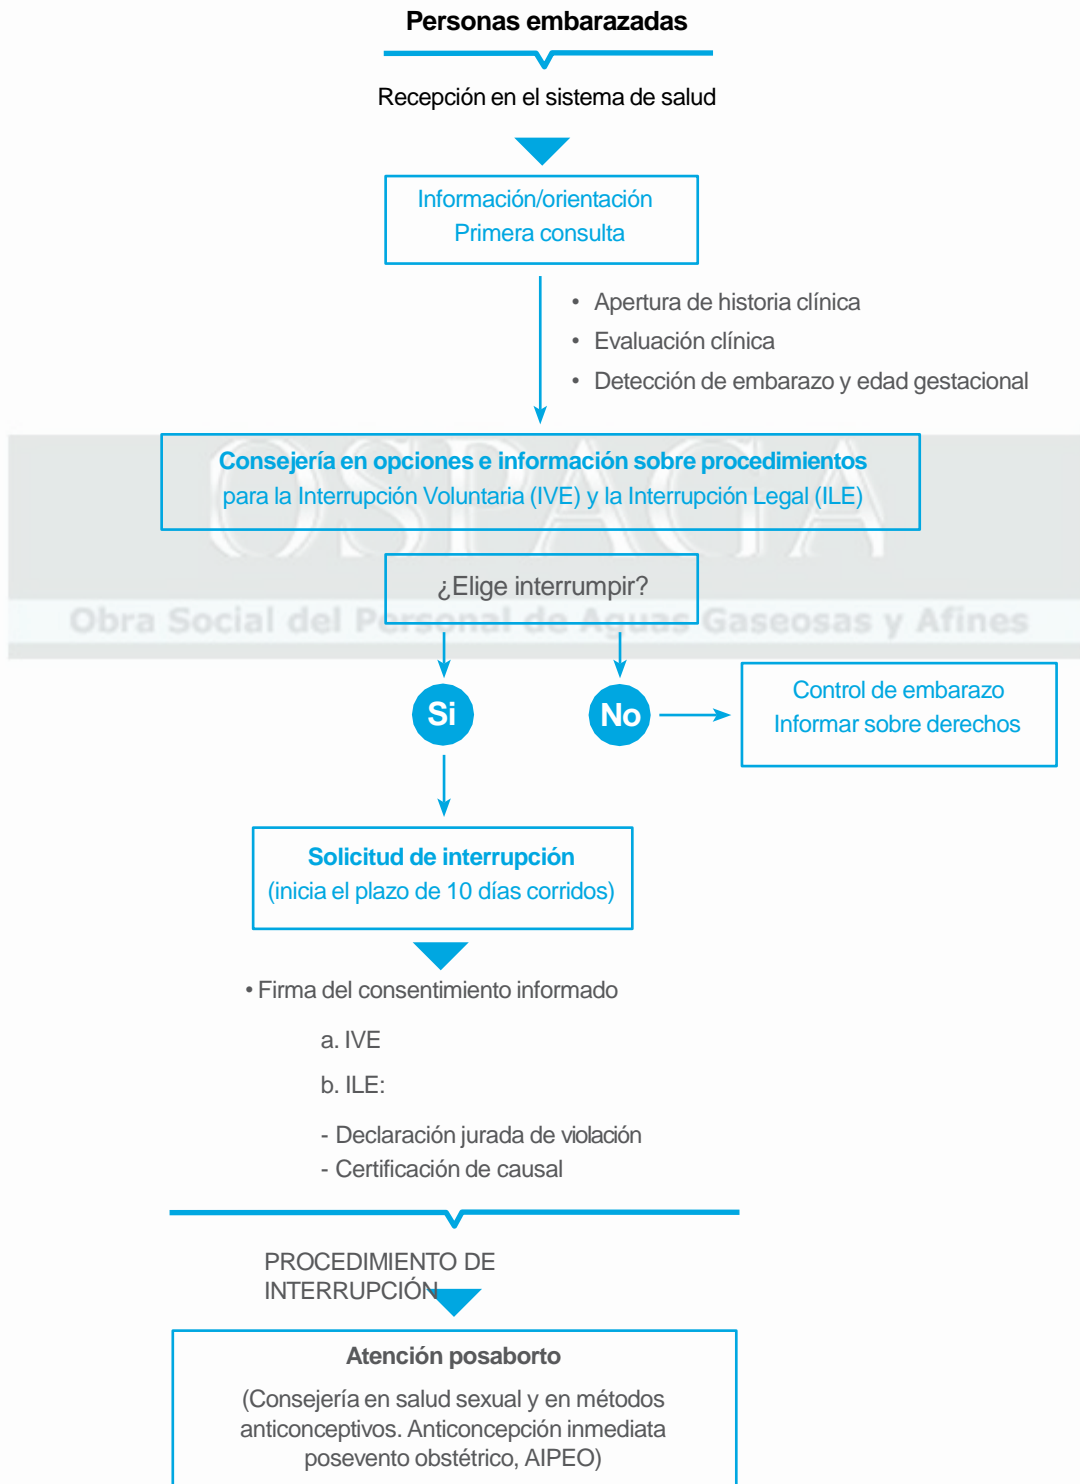 Personas embarazadas
Recepción en el sistema de salud
Información/orientación
Primera consulta
• Apertura de historia clínica
• Evaluación clínica
• Detección de embarazo y edad gestacional
OSPAGA
Consejería en opciones e información sobre procedimientos
para la Interrupción Voluntaria (IVE) y la Interrupción Legal (ILE)
¿Elige interrumpir?
Obra Social del Personal de Aguas Gaseosas y Afines
Si
No
Control de embarazo
Informar sobre derechos
Solicitud de interrupción
(inicia el plazo de 10 días corridos)
• Firma del consentimiento informado
a. IVE
b. ILE:
- Declaración jurada de violación
- Certificación de causal
PROCEDIMIENTO DE
INTERRUPCIÓN
Atención posaborto
(Consejería en salud sexual y en métodos
anticonceptivos. Anticoncepción inmediata
posevento obstétrico, AIPEO)